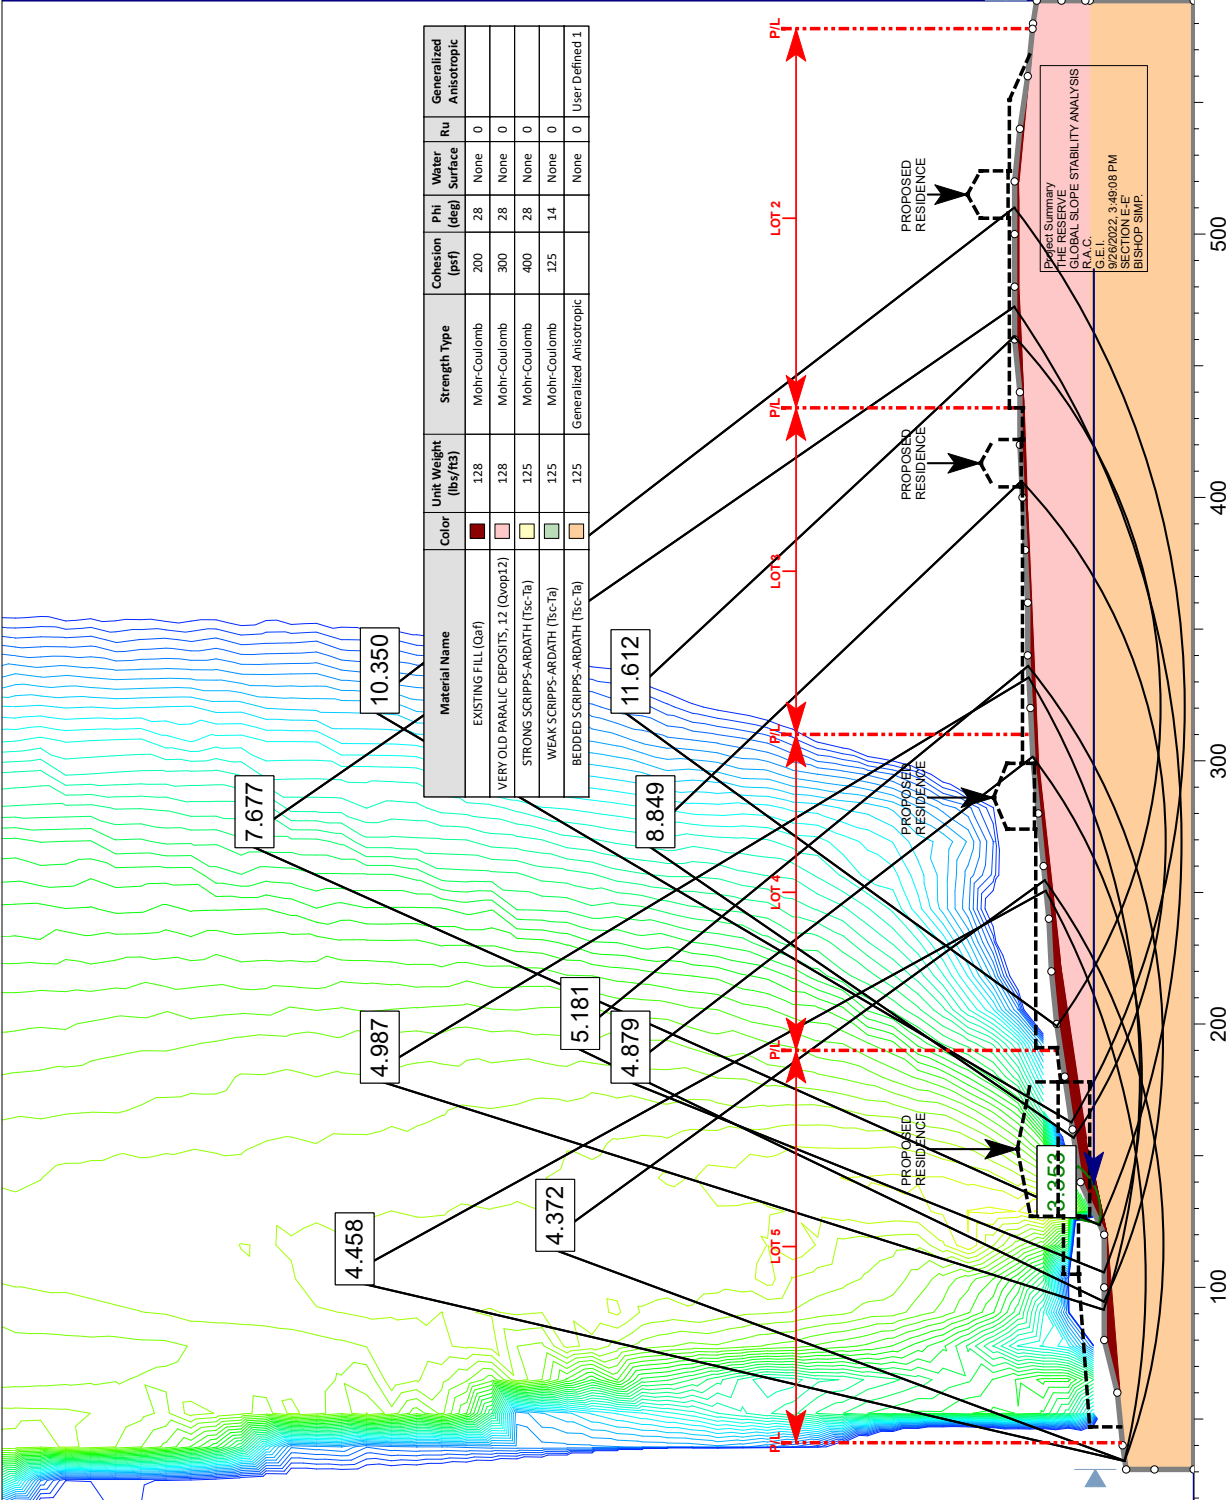 Material Name Color Unit Weight (lbs/ft3) Strength Type Cohesion (psf) Phi (deg) Water Surface Ru Generalized Anisotropic
EXISTING FILL (Qaf) 128 Mohr-Coulomb 200 28 None 0
VERY OLD PARALIC DEPOSITS, 12 (Qvop12) 128 Mohr-Coulomb 300 28 None 0
STRONG SCRIPPS-ARDATH (Tsc-Ta) 125 Mohr-Coulomb 400 28 None 0
WEAK SCRIPPS-ARDATH (Tsc-Ta) 125 Mohr-Coulomb 125 14 None 0
BEDDED SCRIPPS-ARDATH (Tsc-Ta) 125 Generalized Anisotropic None 0 User Defined 1
4.458
4.987
10.350
7.677
4.372
5.181
4.879
11.612
8.849
P/L
LOT 5
P/L
LOT 4
P/L
LOT 3
P/L
LOT 2
P/L
PROPOSED
RESIDENCE
PROPOSED
RESIDENCE
PROPOSED
RESIDENCE
PROPOSED
RESIDENCE
3.353
Project Summary
THE RESERVE
GLOBAL SLOPE STABILITY ANALYSIS
R.A.C.
G.E.I.
9/26/2022, 3:49:08 PM
SECTION E-E'
BISHOP SIMP.
100
200
300
400
500